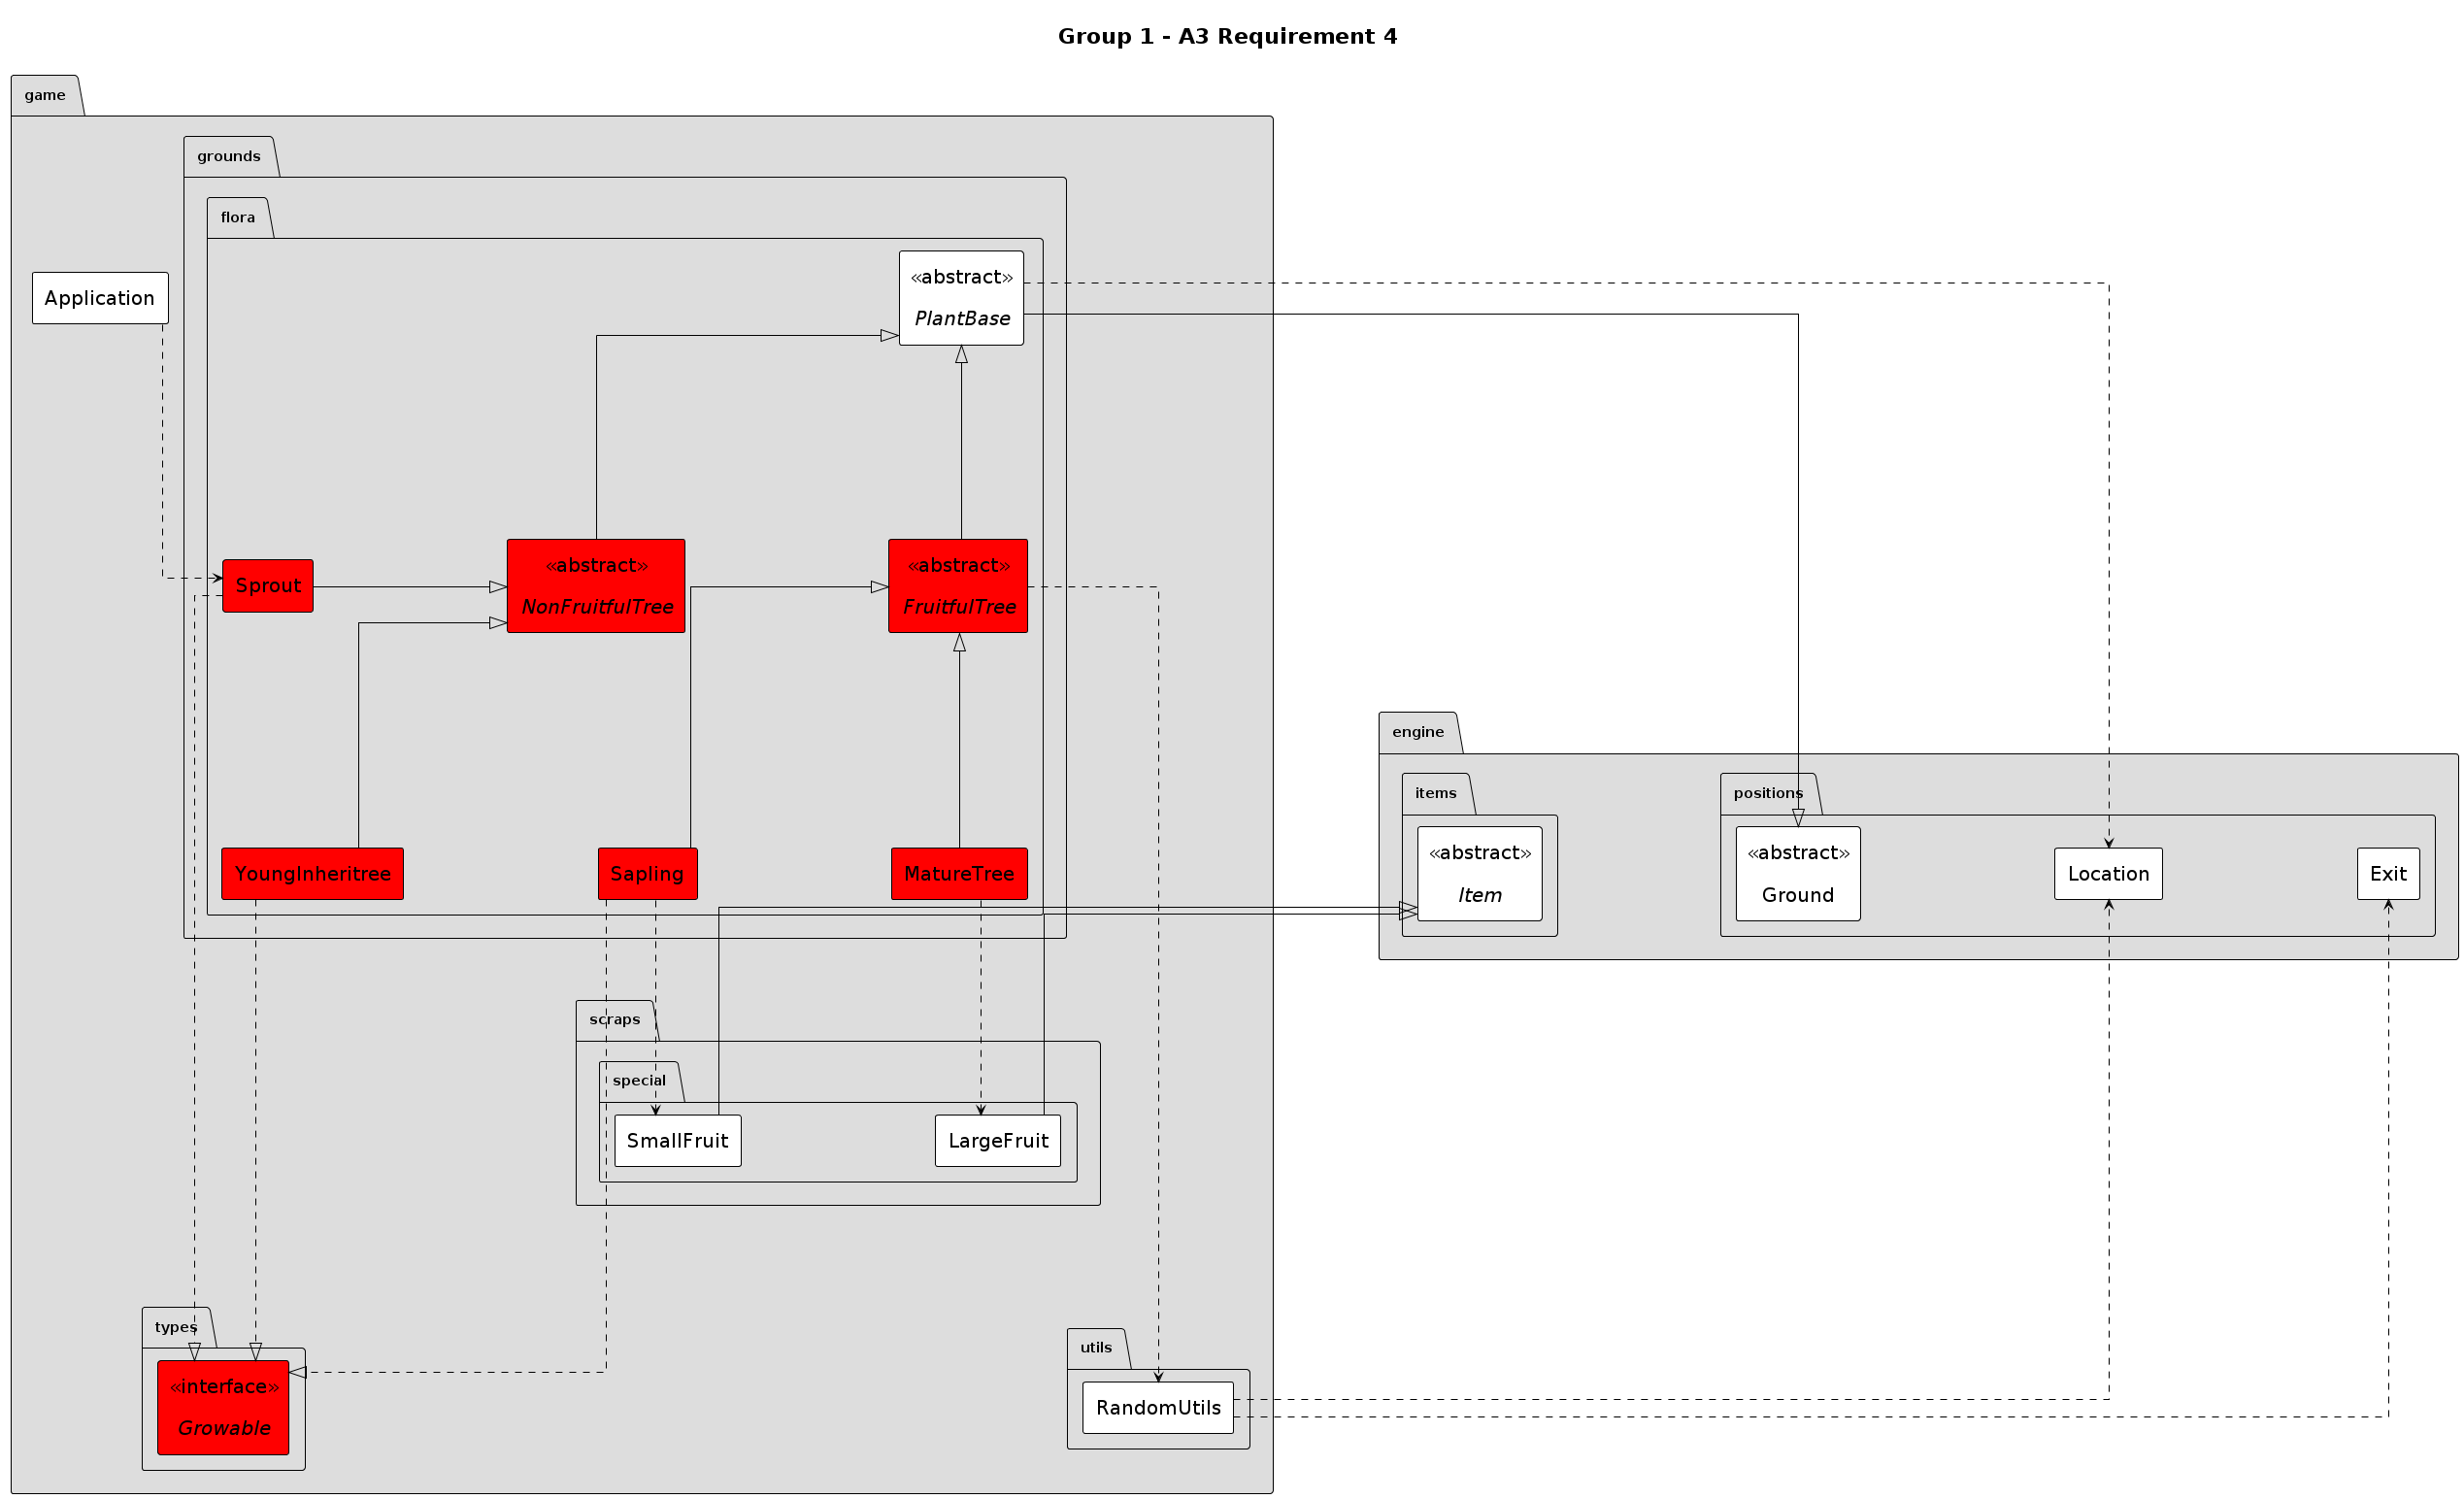 Group 1 - A3 Requirement 4
game
grounds
flora
Application
«abstract»
PlantBase
Sprout
«abstract»
NonFruitfulTree
«abstract»
FruitfulTree
YoungInheritree
Sapling
MatureTree
engine
items
«abstract»
Item
positions
«abstract»
Ground
Location
Exit
scraps
special
SmallFruit
LargeFruit
types
«interface»
Growable
utils
RandomUtils